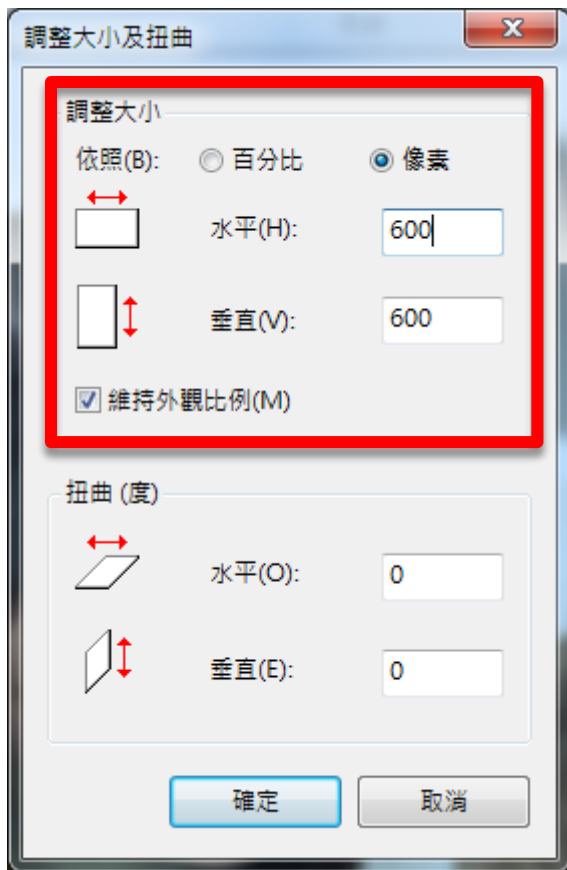 調整大小及扭曲
調整大小
依照(B): 百分比 像素
水平(H): 600
垂直(V): 600
維持外觀比例(M)
扭曲 (度)
水平(O): 0
垂直(E): 0
確定 取消